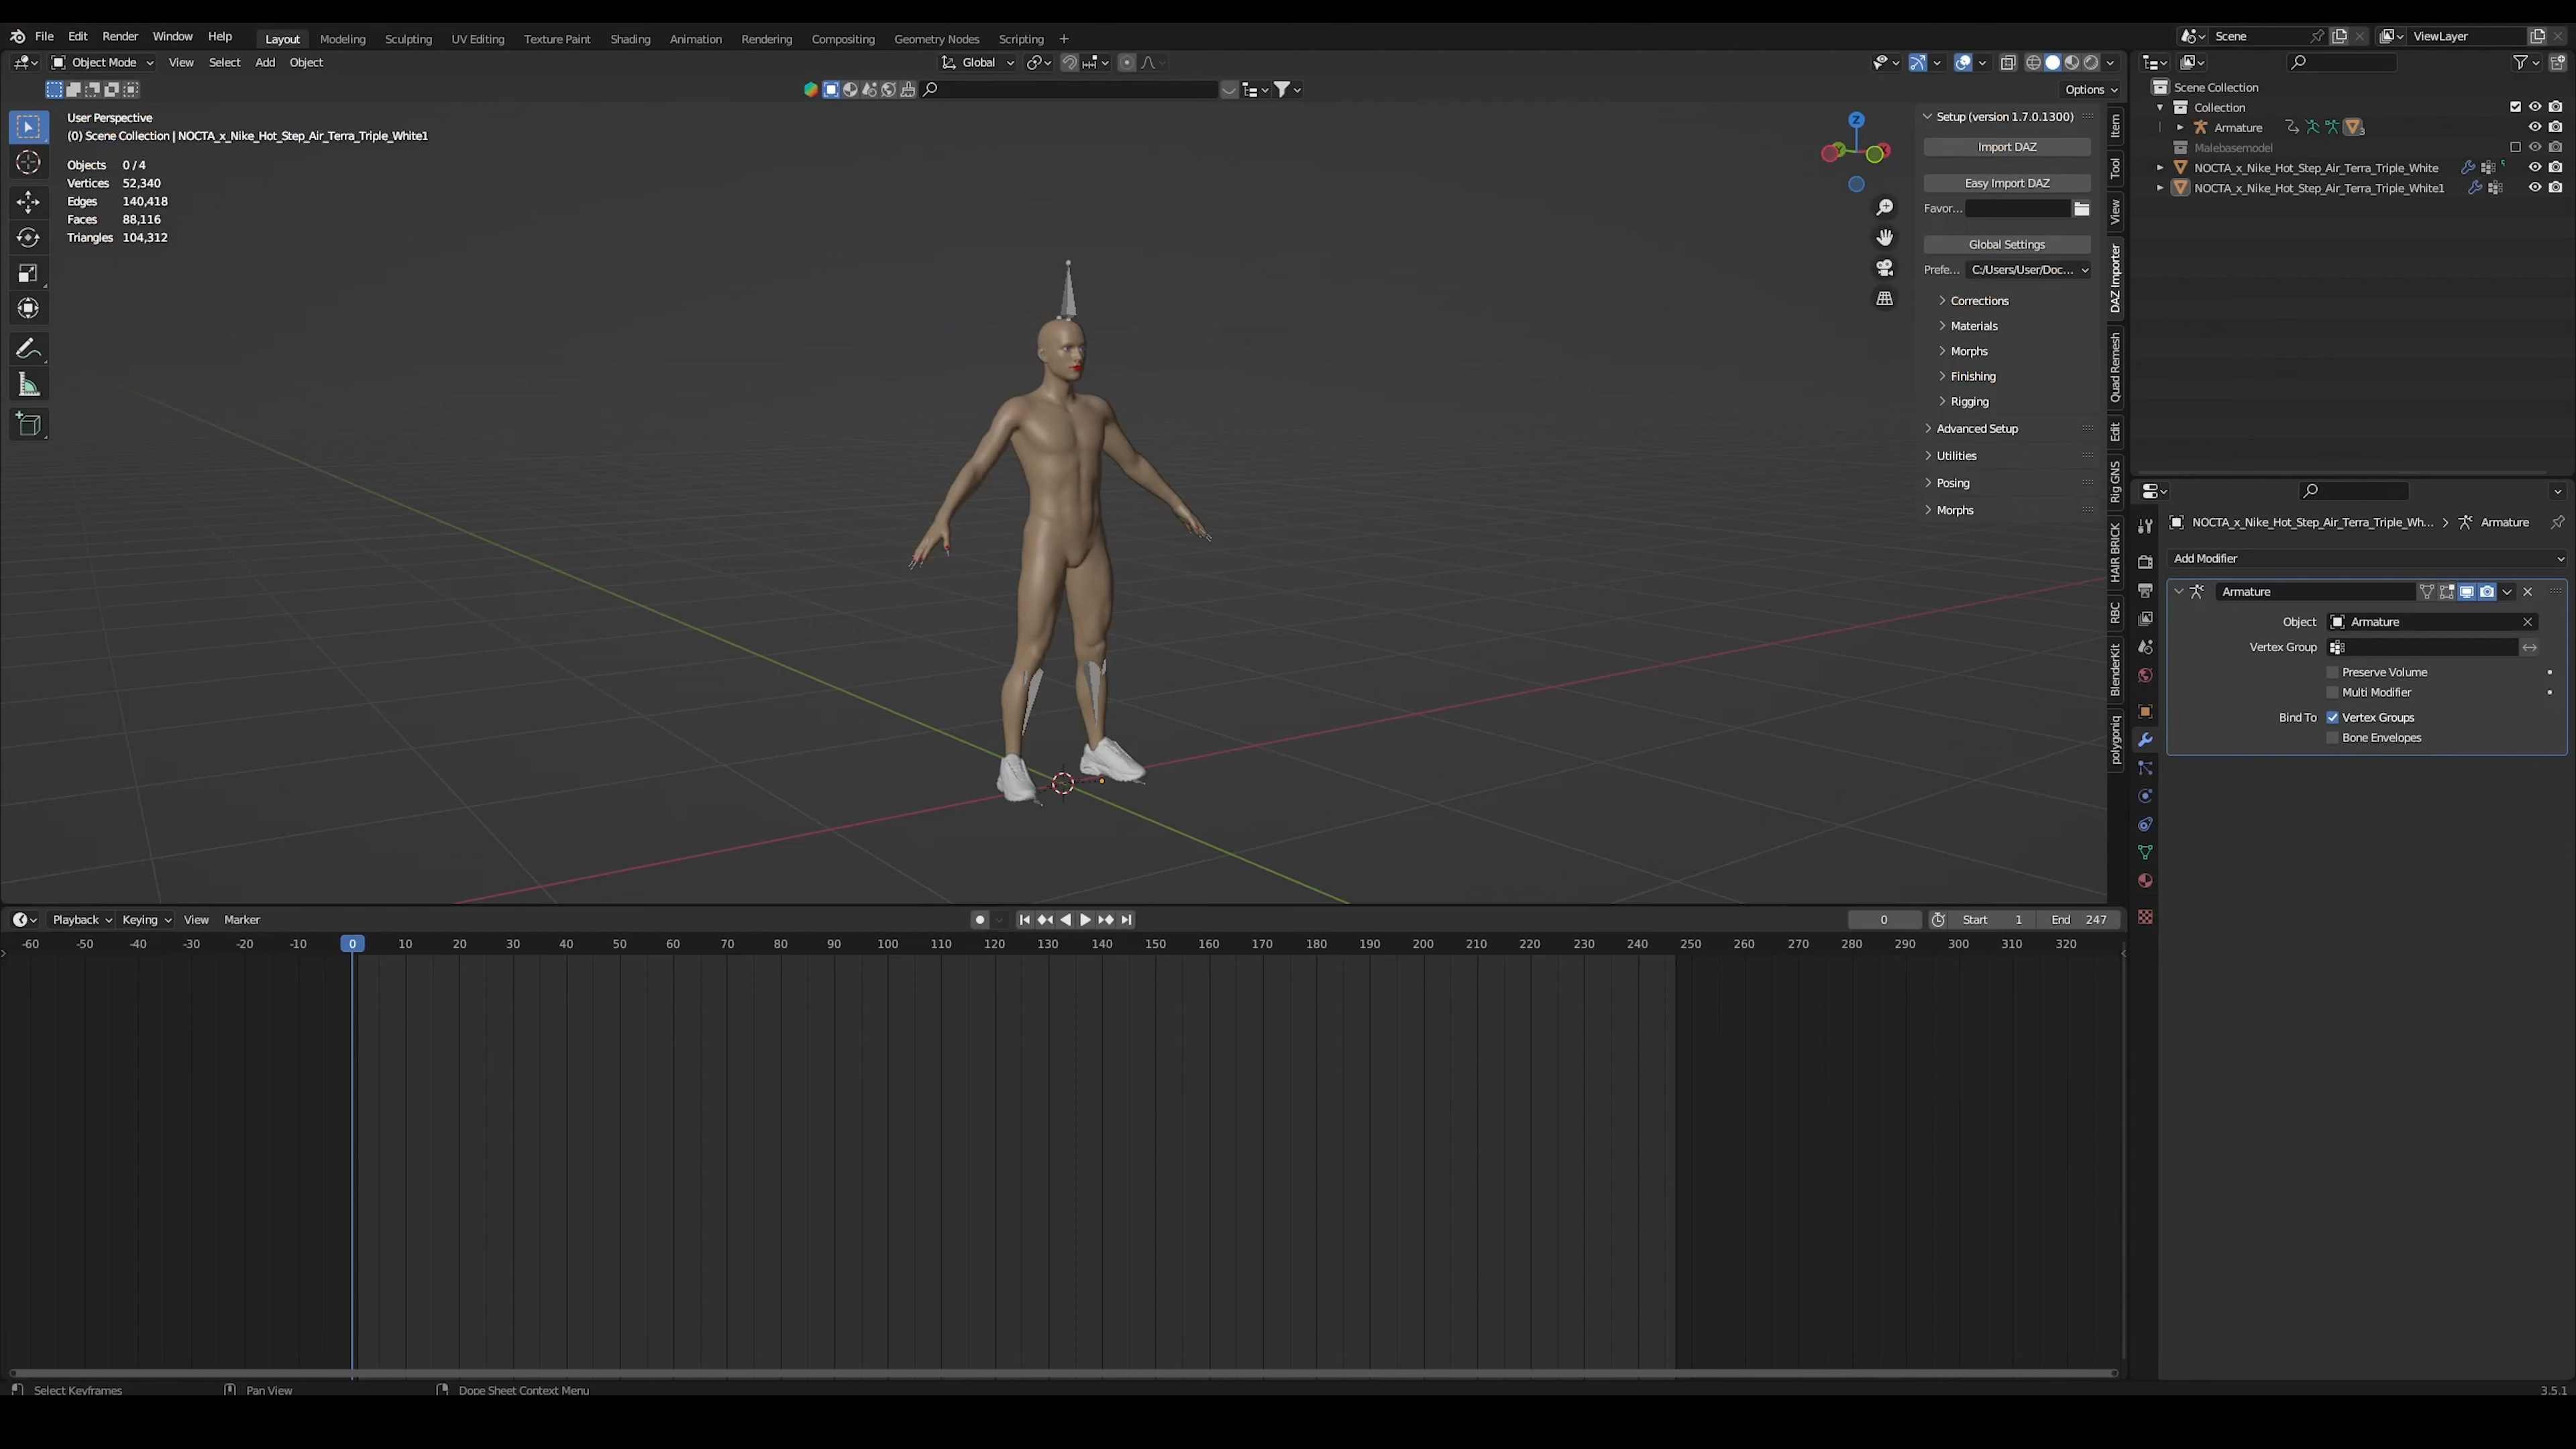 File Edit Render Window Help Layout Modeling Sculpting UV Editing Texture Paint Shading Animation Rendering Compositing Geometry Nodes Scripting +
Scene ViewLayer
Object Mode View Select Add Object Global
Options
User Perspective
(0) Scene Collection | NOCTA_x_Nike_Hot_Step_Air_Terra_Triple_White1
Objects 0 / 4
Vertices 52,340
Edges 140,418
Faces 88,116
Triangles 104,312
Z
Setup (version 1.7.0.1300)
Import DAZ
Easy Import DAZ
Favor...
Global Settings
Prefe... C:/Users/User/Doc...
Corrections
Materials
Morphs
Finishing
Rigging
Advanced Setup
Utilities
Posing
Morphs
Item
Tool
View
DAZ Importer
Quad Remesh
Edit
Rig GNS
HAIR BRICK
RBC
BlenderKit
polygoniq
Scene Collection
Collection
Armature
3
Malebasemodel
NOCTA_x_Nike_Hot_Step_Air_Terra_Triple_White
NOCTA_x_Nike_Hot_Step_Air_Terra_Triple_White1
NOCTA_x_Nike_Hot_Step_Air_Terra_Triple_Wh... Armature
Add Modifier
Armature
Object Armature
Vertex Group
Preserve Volume
Multi Modifier
Bind To Vertex Groups
Bone Envelopes
Playback Keying View Marker 0 Start 1 End 247
-60 -50 -40 -30 -20 -10 0 10 20 30 40 50 60 70 80 90 100 110 120 130 140 150 160 170 180 190 200 210 220 230 240 250 260 270 280 290 300 310 320
Select Keyframes Pan View Dope Sheet Context Menu 3.5.1